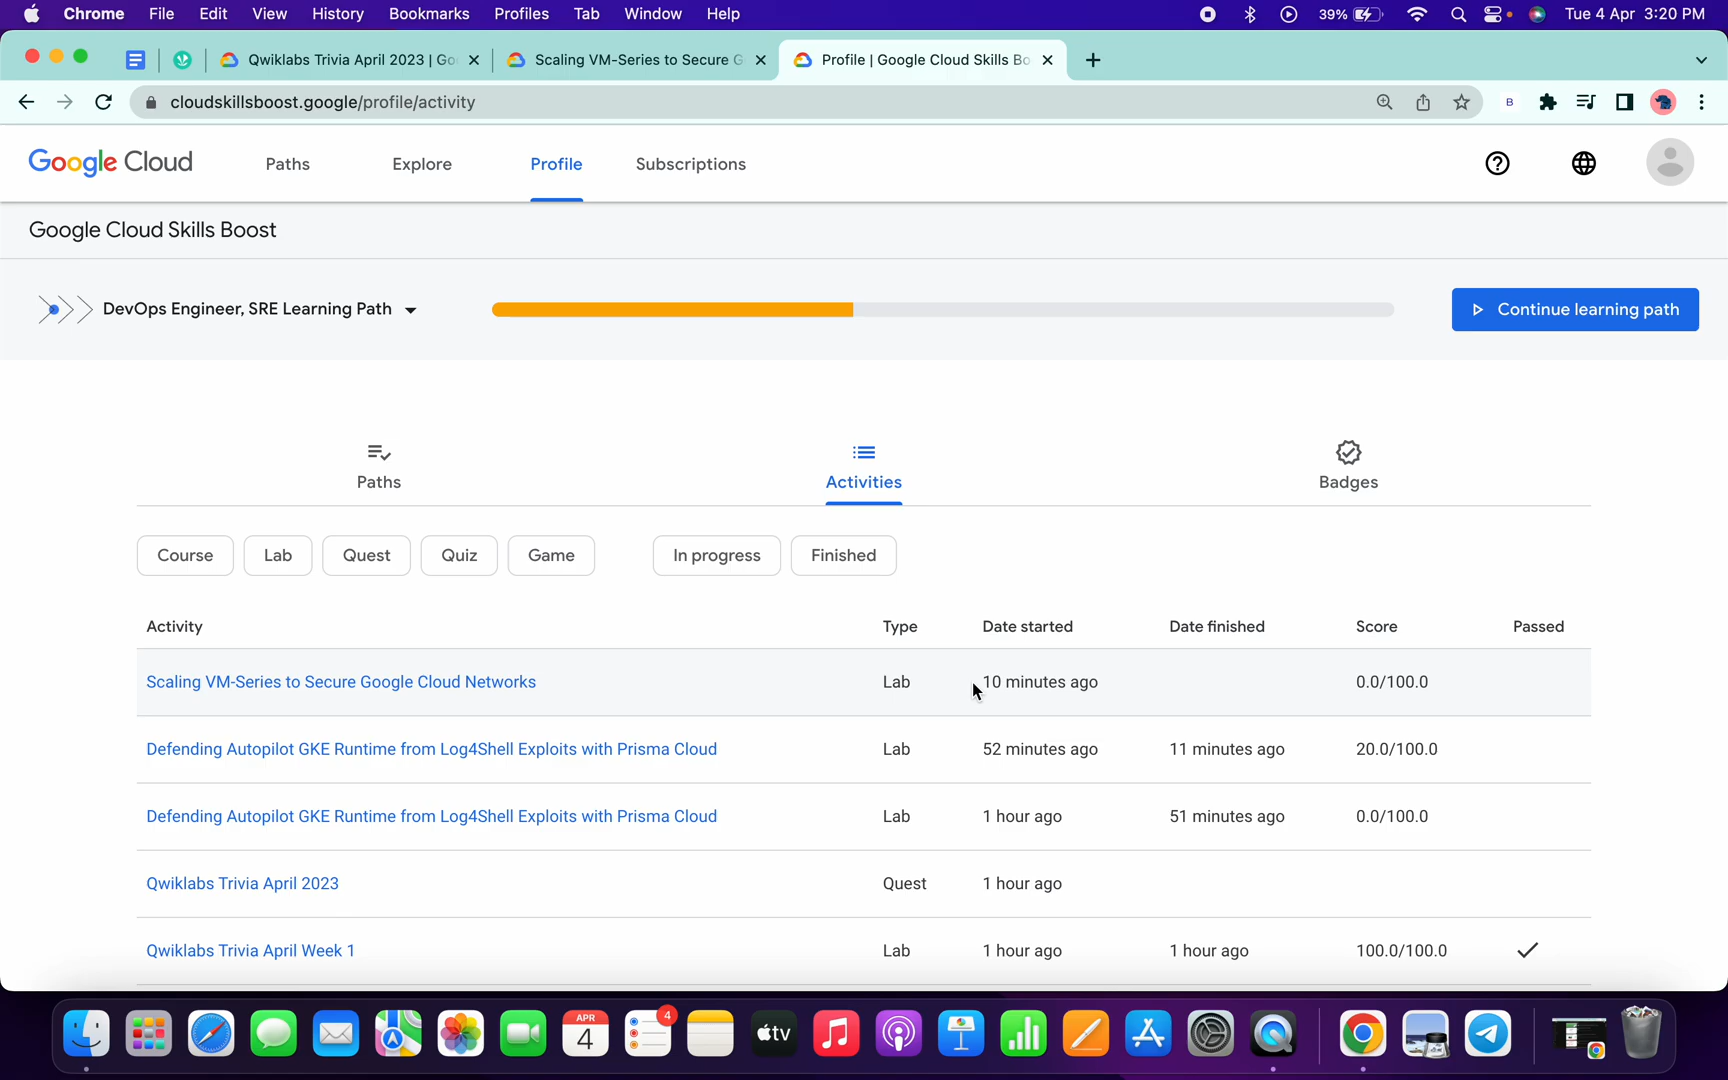 Chrome File Edit View History Bookmarks Profiles Tab Window Help 39% Tue 4 Apr 3:20 PM
Qwiklabs Trivia April 2023 | Go Scaling VM-Series to Secure G Profile | Google Cloud Skills Bo
cloudskillsboost.google/profile/activity B
Google Cloud Paths Explore Profile Subscriptions
Google Cloud Skills Boost
DevOps Engineer, SRE Learning Path Continue learning path
Paths Activities Badges
Course Lab Quest Quiz Game In progress Finished
Activity Type Date started Date finished Score Passed
Scaling VM-Series to Secure Google Cloud Networks Lab 10 minutes ago 0.0/100.0
Defending Autopilot GKE Runtime from Log4Shell Exploits with Prisma Cloud Lab 52 minutes ago 11 minutes ago 20.0/100.0
Defending Autopilot GKE Runtime from Log4Shell Exploits with Prisma Cloud Lab 1 hour ago 51 minutes ago 0.0/100.0
Qwiklabs Trivia April 2023 Quest 1 hour ago
Qwiklabs Trivia April Week 1 Lab 1 hour ago 1 hour ago 100.0/100.0
APR 4 4 tv